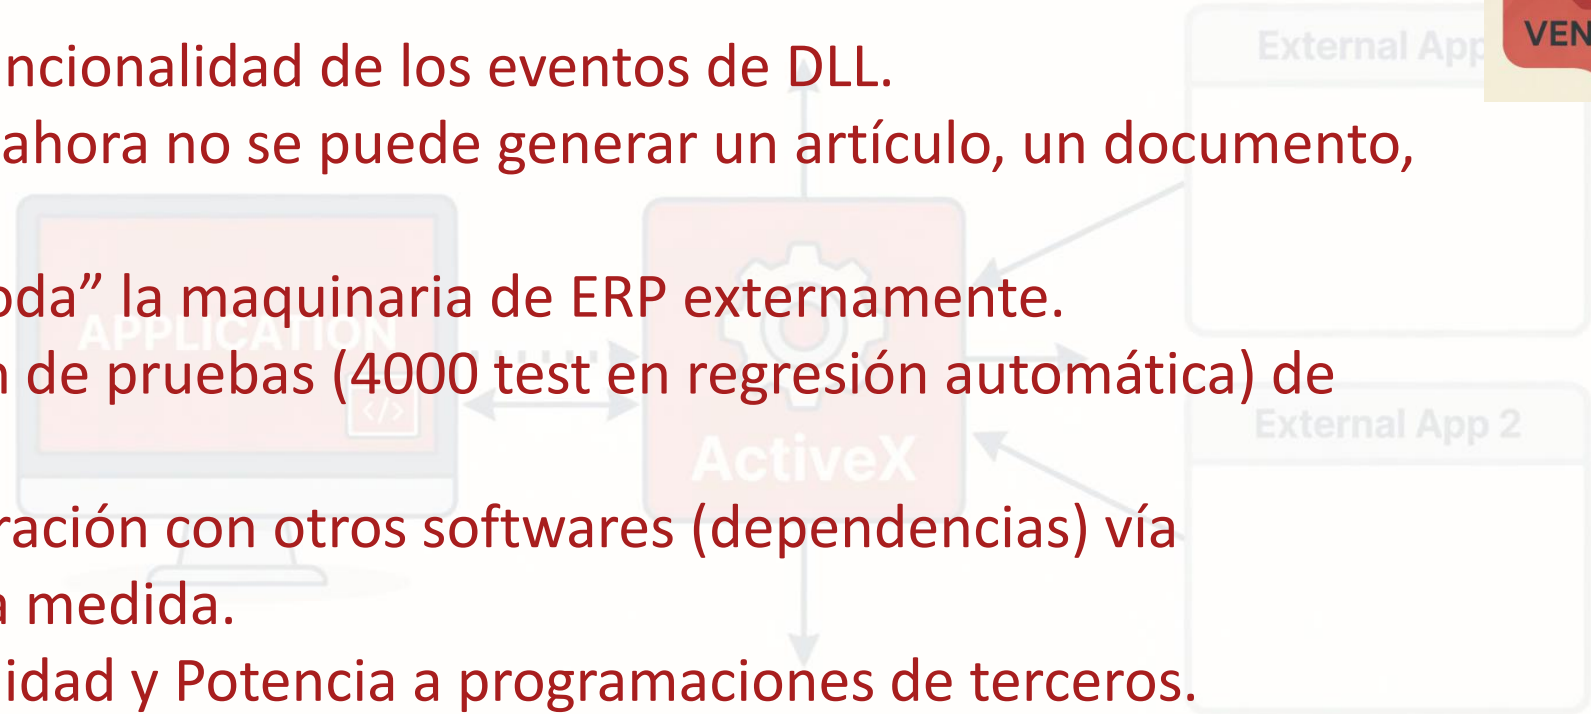 External App
VEN
ncionalidad de los eventos de DLL.
ahora no se puede generar un artículo, un documento,
oda” la maquinaria de ERP externamente.
APPLICATION
n de pruebas (4000 test en regresión automática) de
</>
External App 2
ActiveX
ración con otros softwares (dependencias) vía
a medida.
idad y Potencia a programaciones de terceros.